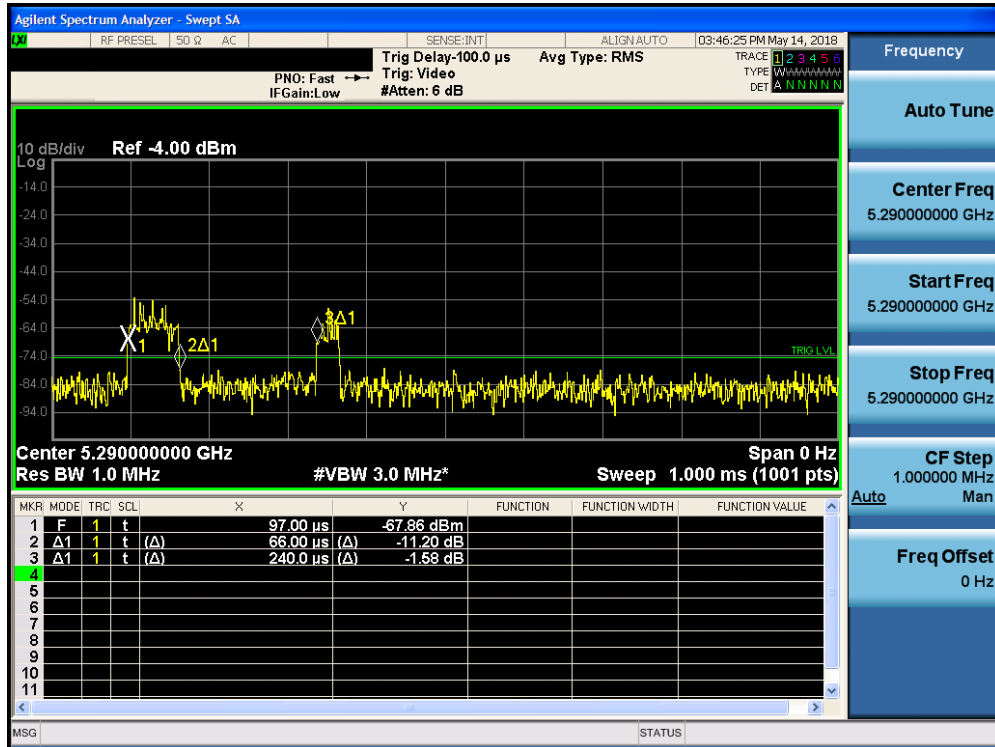 Agilent Spectrum Analyzer - Swept SA
LXI RF PRESEL 50 Ω AC SENSE:INT ALIGN AUTO 03:46:25 PM May 14, 2018
Trig Delay-100.0 µs Avg Type: RMS TRACE 1 2 3 4 5 6
PNO: Fast Trig: Video TYPE WWWWWW
IFGain:Low #Atten: 6 dB DET A N N N N N
10 dB/div Ref -4.00 dBm
Log
-14.0
-24.0
-34.0
-44.0
-54.0
-64.0
-74.0
-84.0
-94.0
1
2Δ1
3Δ1
TRIG LVL
Center 5.290000000 GHz Span 0 Hz
Res BW 1.0 MHz #VBW 3.0 MHz* Sweep 1.000 ms (1001 pts)
MKR MODE TRC SCL X Y FUNCTION FUNCTION WIDTH FUNCTION VALUE
1 F 1 t 97.00 µs -67.86 dBm
2 Δ1 1 t (Δ) 66.00 µs (Δ) -11.20 dB
3 Δ1 1 t (Δ) 240.0 µs (Δ) -1.58 dB
4
5
6
7
8
9
10
11
MSG STATUS
Frequency
Auto Tune
Center Freq
5.290000000 GHz
Start Freq
5.290000000 GHz
Stop Freq
5.290000000 GHz
CF Step
1.000000 MHz
Auto Man
Freq Offset
0 Hz